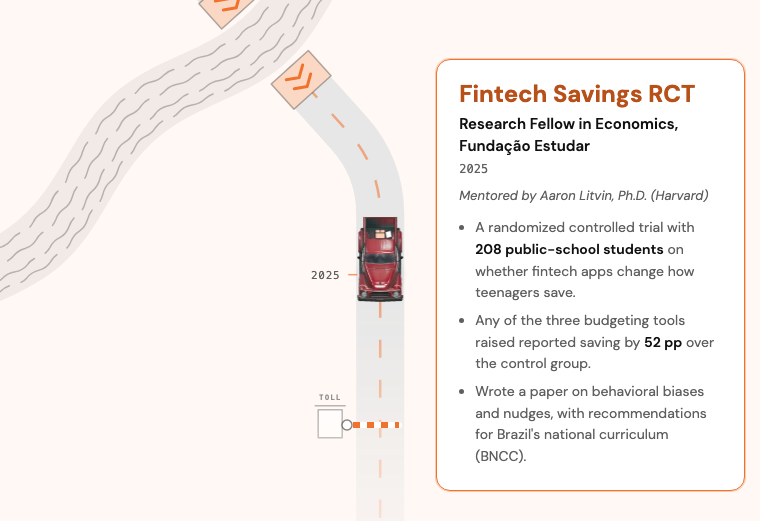 Fintech Savings RCT
Research Fellow in Economics,
Fundação Estudar
2025
Mentored by Aaron Litvin, Ph.D. (Harvard)
• A randomized controlled trial with
208 public-school students on
whether fintech apps change how
teenagers save.
• Any of the three budgeting tools
raised reported saving by 52 pp over
the control group.
• Wrote a paper on behavioral biases
and nudges, with recommendations
for Brazil's national curriculum
(BNCC).
2025
TOLL